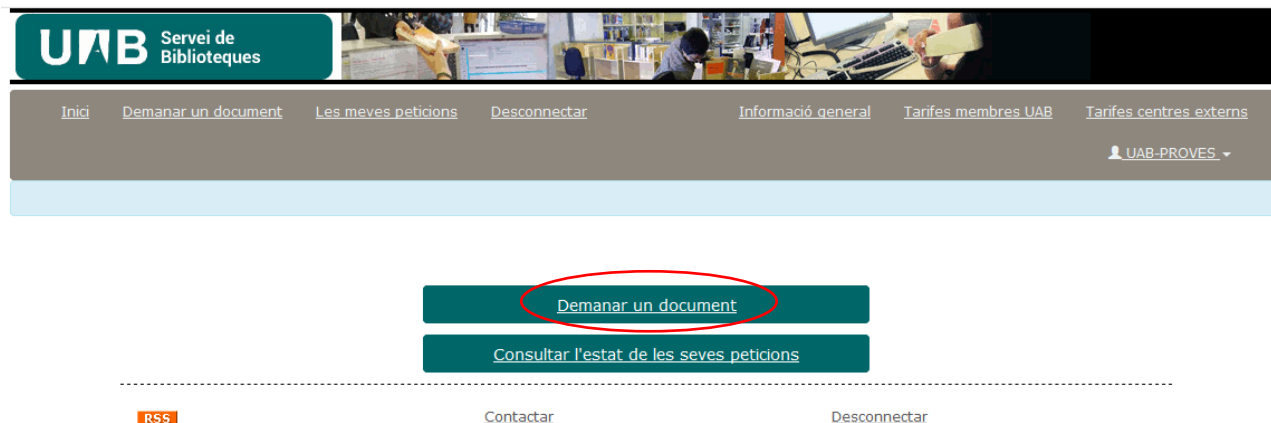 UAB Servei de
Biblioteques
Inici Demanar un document Les meves peticions Desconnectar Informació general Tarifes membres UAB Tarifes centres externs
UAB-PROVES
Demanar un document
Consultar l'estat de les seves peticions
RSS Contactar Desconnectar